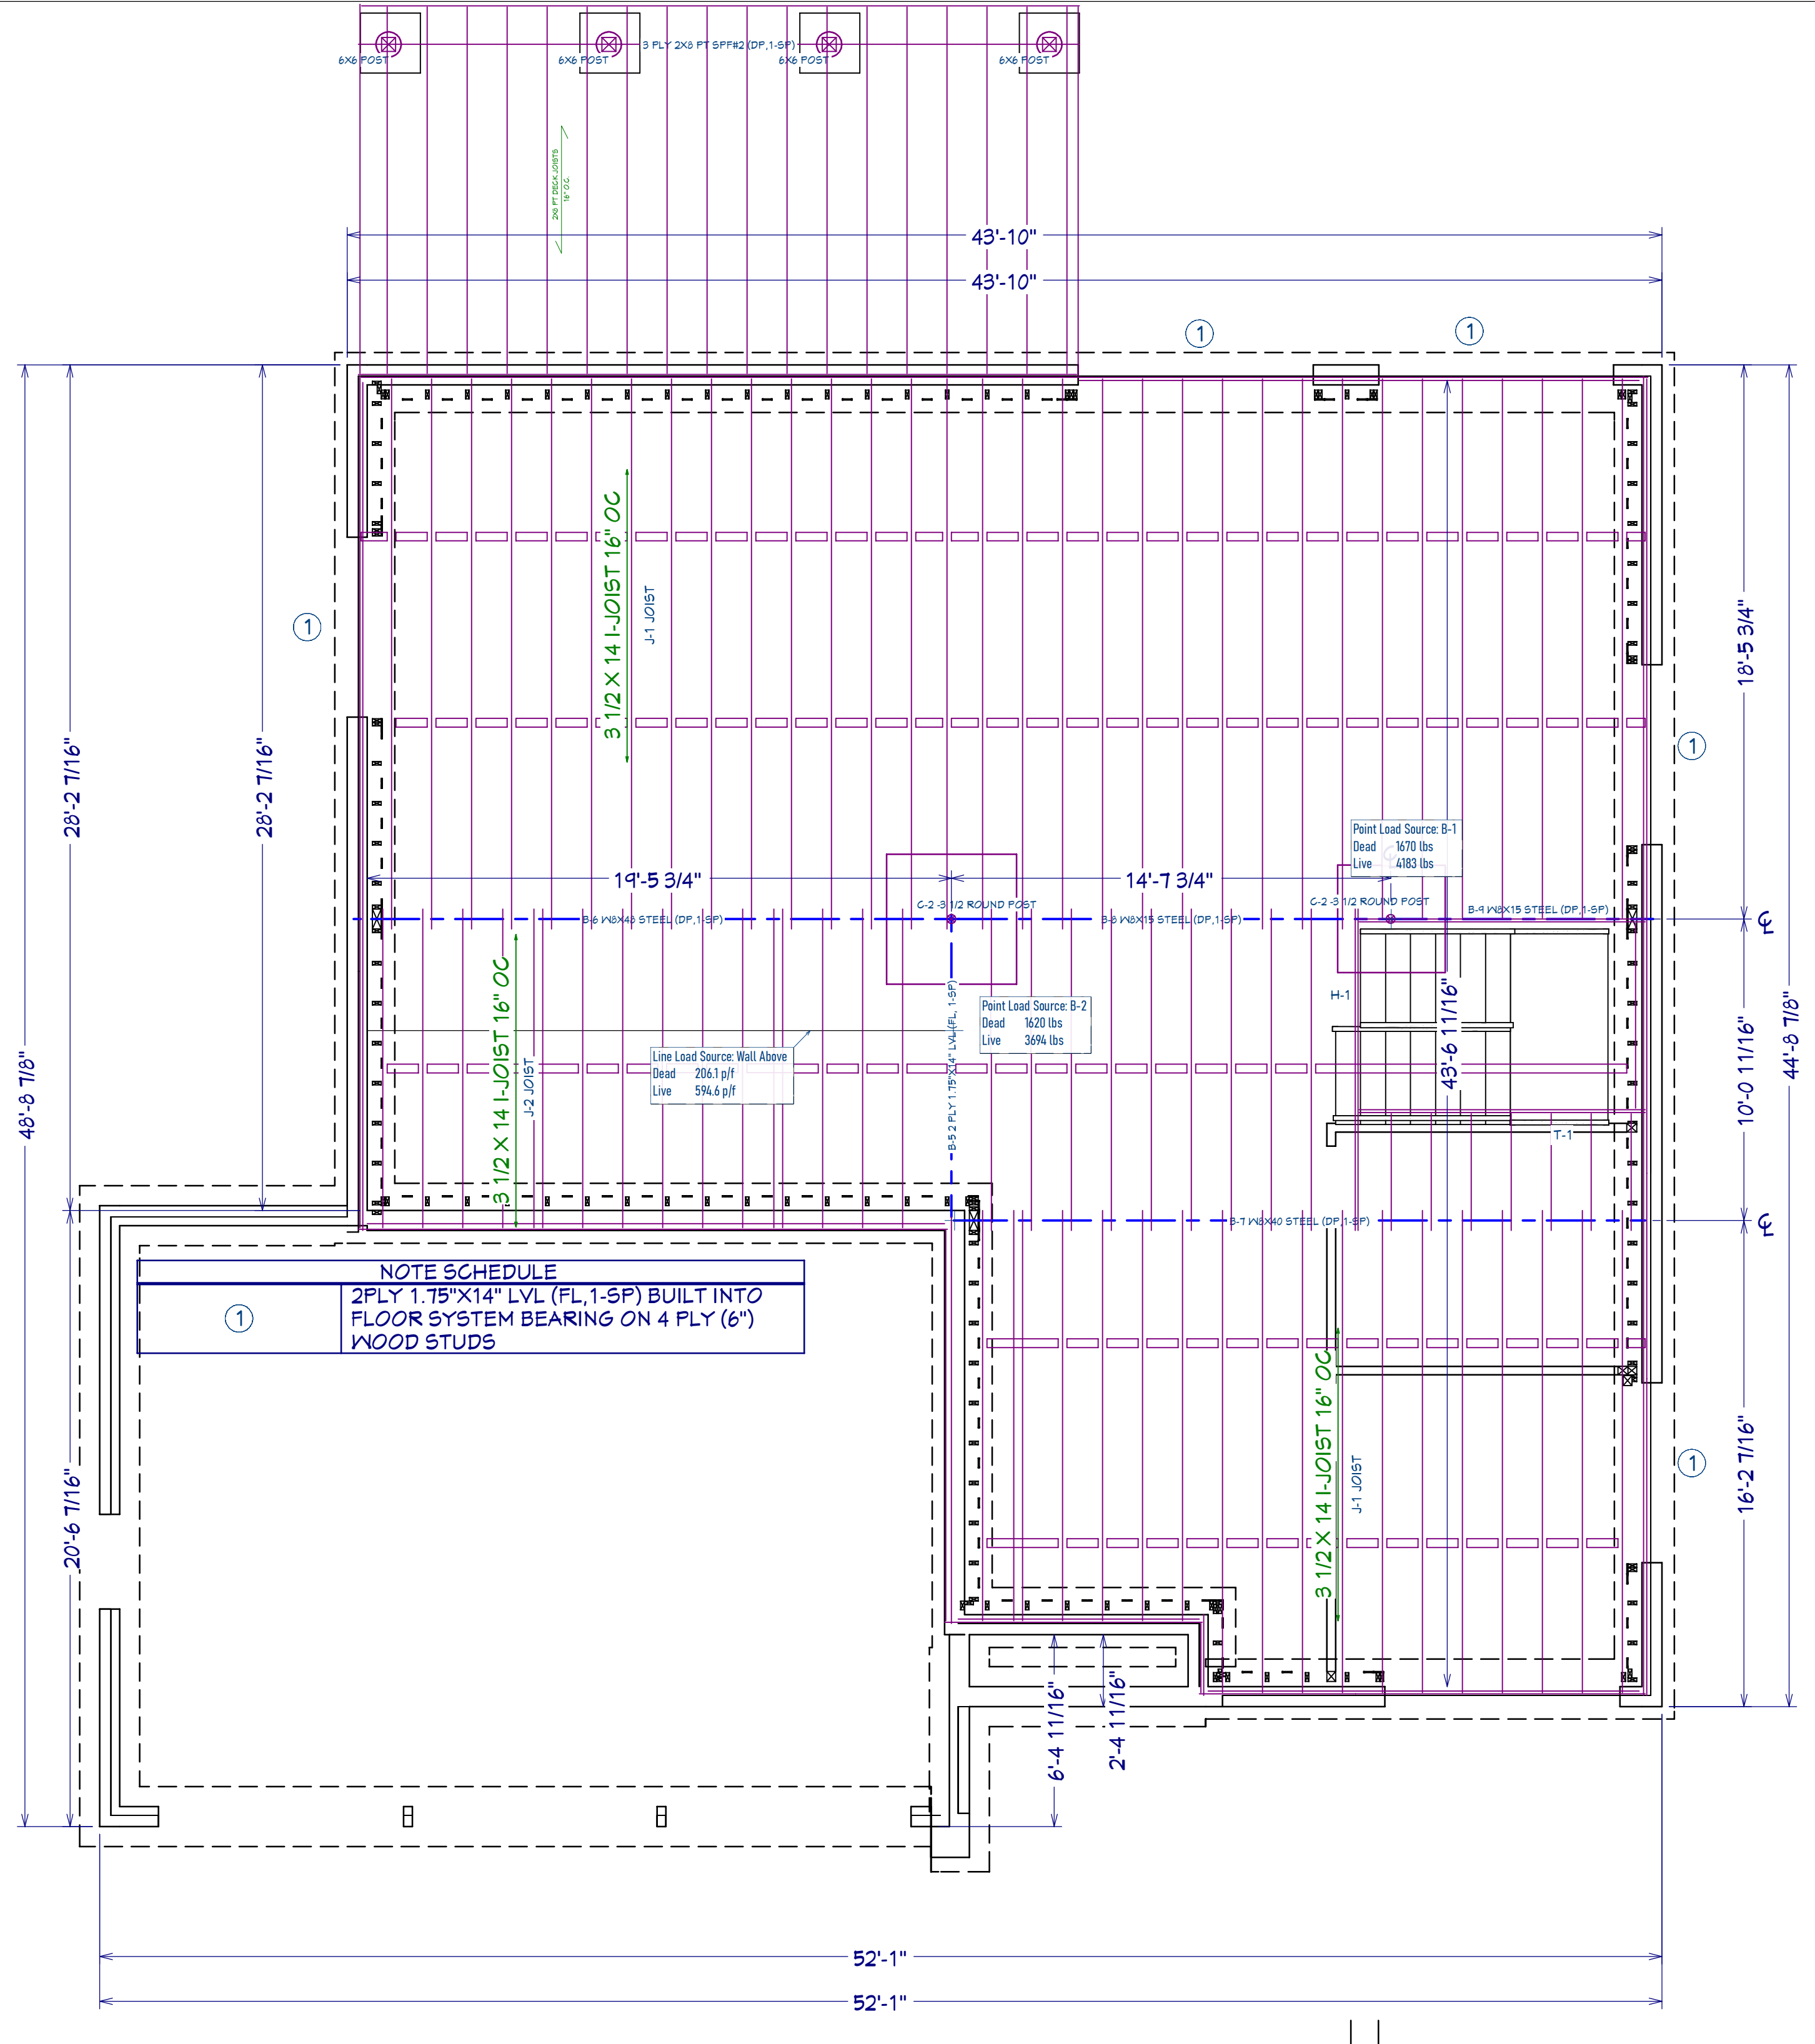 3 PLY 2X8 PT SPF#2 (DP,1-SP)
6X6 POST
6X6 POST
6X6 POST
6X6 POST
2X8 PT DECK JOISTS
16" O.C.
43'-10"
43'-10"
1
1
3 1/2 X 14 I-JOIST 16" OC
J-1 JOIST
1
18'-5 3/4"
28'-2 7/16"
28'-2 7/16"
1
Point Load Source: B-1
Dead 1670 lbs
Live 4183 lbs
19'-5 3/4"
14'-7 3/4"
C-2 -3 1/2 ROUND POST
C-2 -3 1/2 ROUND POST
B-6 W8X48 STEEL (DP,1-SP)
B-8 W8X15 STEEL (DP,1-SP)
B-9 W8X15 STEEL (DP,1-SP)
3 1/2 X 14 I-JOIST 16" OC
J-2 JOIST
B-5 2 PLY 1.75"X14" LVL (FL, 1-SP)
Point Load Source: B-2
Dead 1620 lbs
Live 3694 lbs
H-1
43'-6 11/16"
10'-0 11/16"
44'-8 7/8"
48'-8 7/8"
Line Load Source: Wall Above
Dead 206.1 p/f
Live 594.6 p/f
T-1
B-7 W8X40 STEEL (DP,1-SP)
NOTE SCHEDULE
1
2PLY 1.75"X14" LVL (FL,1-SP) BUILT INTO
FLOOR SYSTEM BEARING ON 4 PLY (6")
WOOD STUDS
3 1/2 X 14 I-JOIST 16" OC
J-1 JOIST
1
20'-6 7/16"
16'-2 7/16"
6'-4 11/16"
2'-4 11/16"
52'-1"
52'-1"